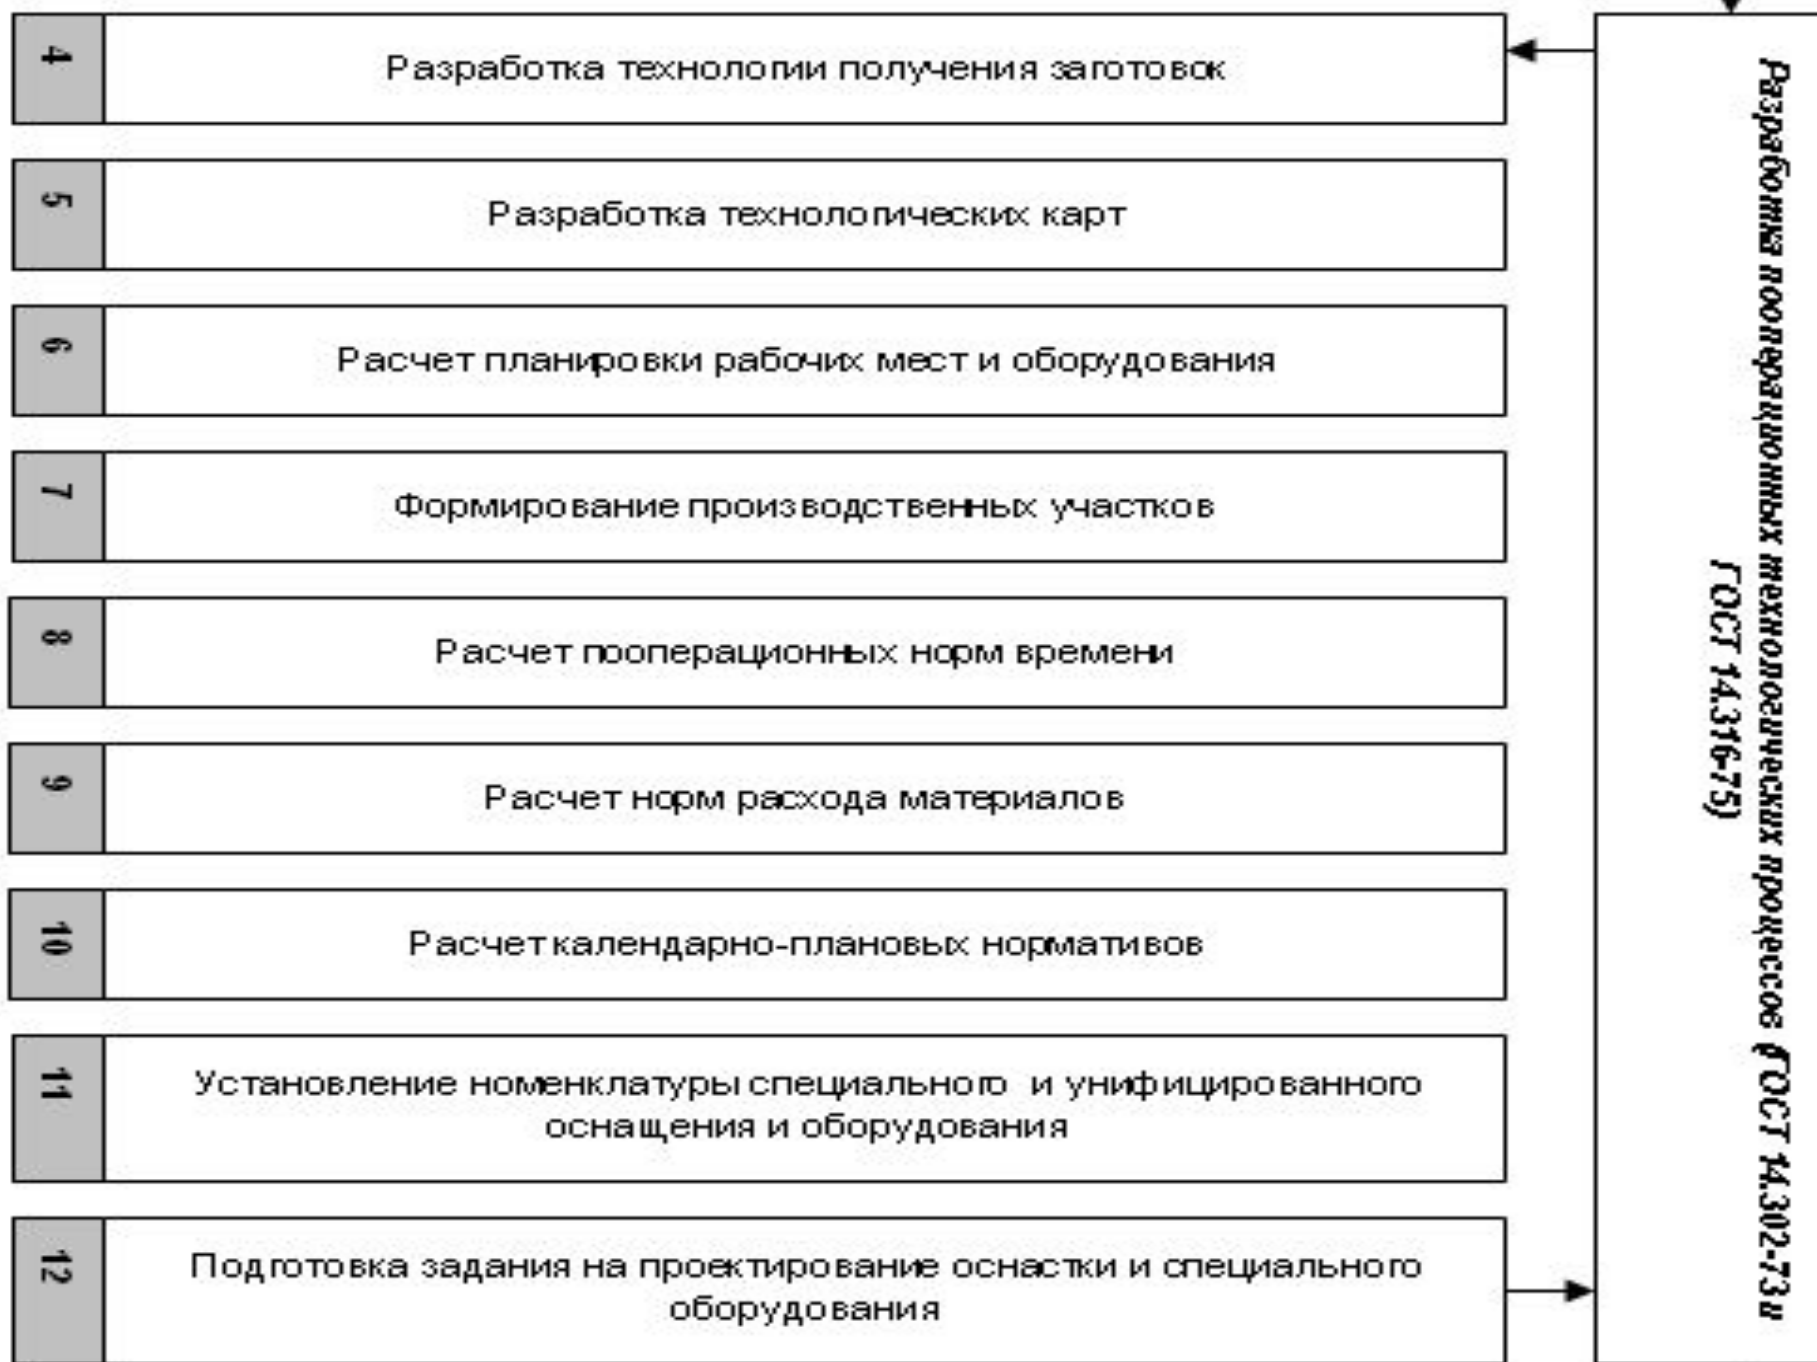 4
Разработка технологии получения заготовок
5
Разработка технологических карт
6
Расчет планировки рабочих мест и оборудования
7
Формирование производственных участков
8
Расчет пооперационных норм времени
9
Расчет норм расхода материалов
10
Расчет календарно-плановых нормативов
11
Установление номенклатуры специального и унифицированного
оснащения и оборудования
12
Подготовка задания на проектирование оснастки и специального
оборудования
Разработка пооперационных технологических процессов (ГОСТ 14.302-73 и
ГОСТ 14.316-75)